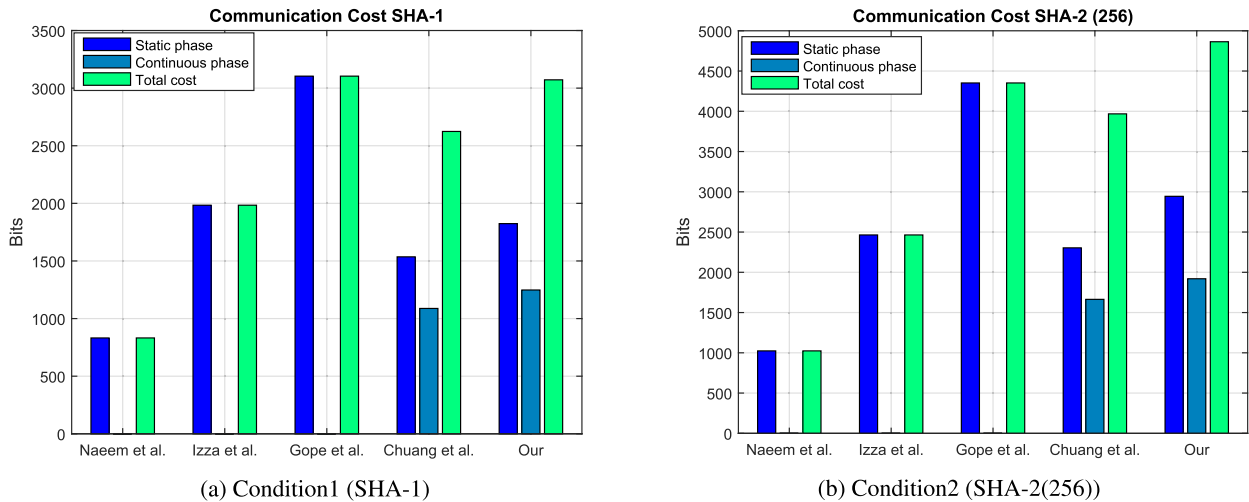 Communication Cost SHA-1
3500
3000
2500
2000
1500
1000
500
0
Bits
Static phase
Continuous phase
Total cost
Naeem et al.
Izza et al.
Gope et al.
Chuang et al.
Our
(a) Condition1 (SHA-1)
Communication Cost SHA-2 (256)
5000
4500
4000
3500
3000
2500
2000
1500
1000
500
0
Bits
Static phase
Continuous phase
Total cost
Naeem et al.
Izza et al.
Gope et al.
Chuang et al.
Our
(b) Condition2 (SHA-2(256))